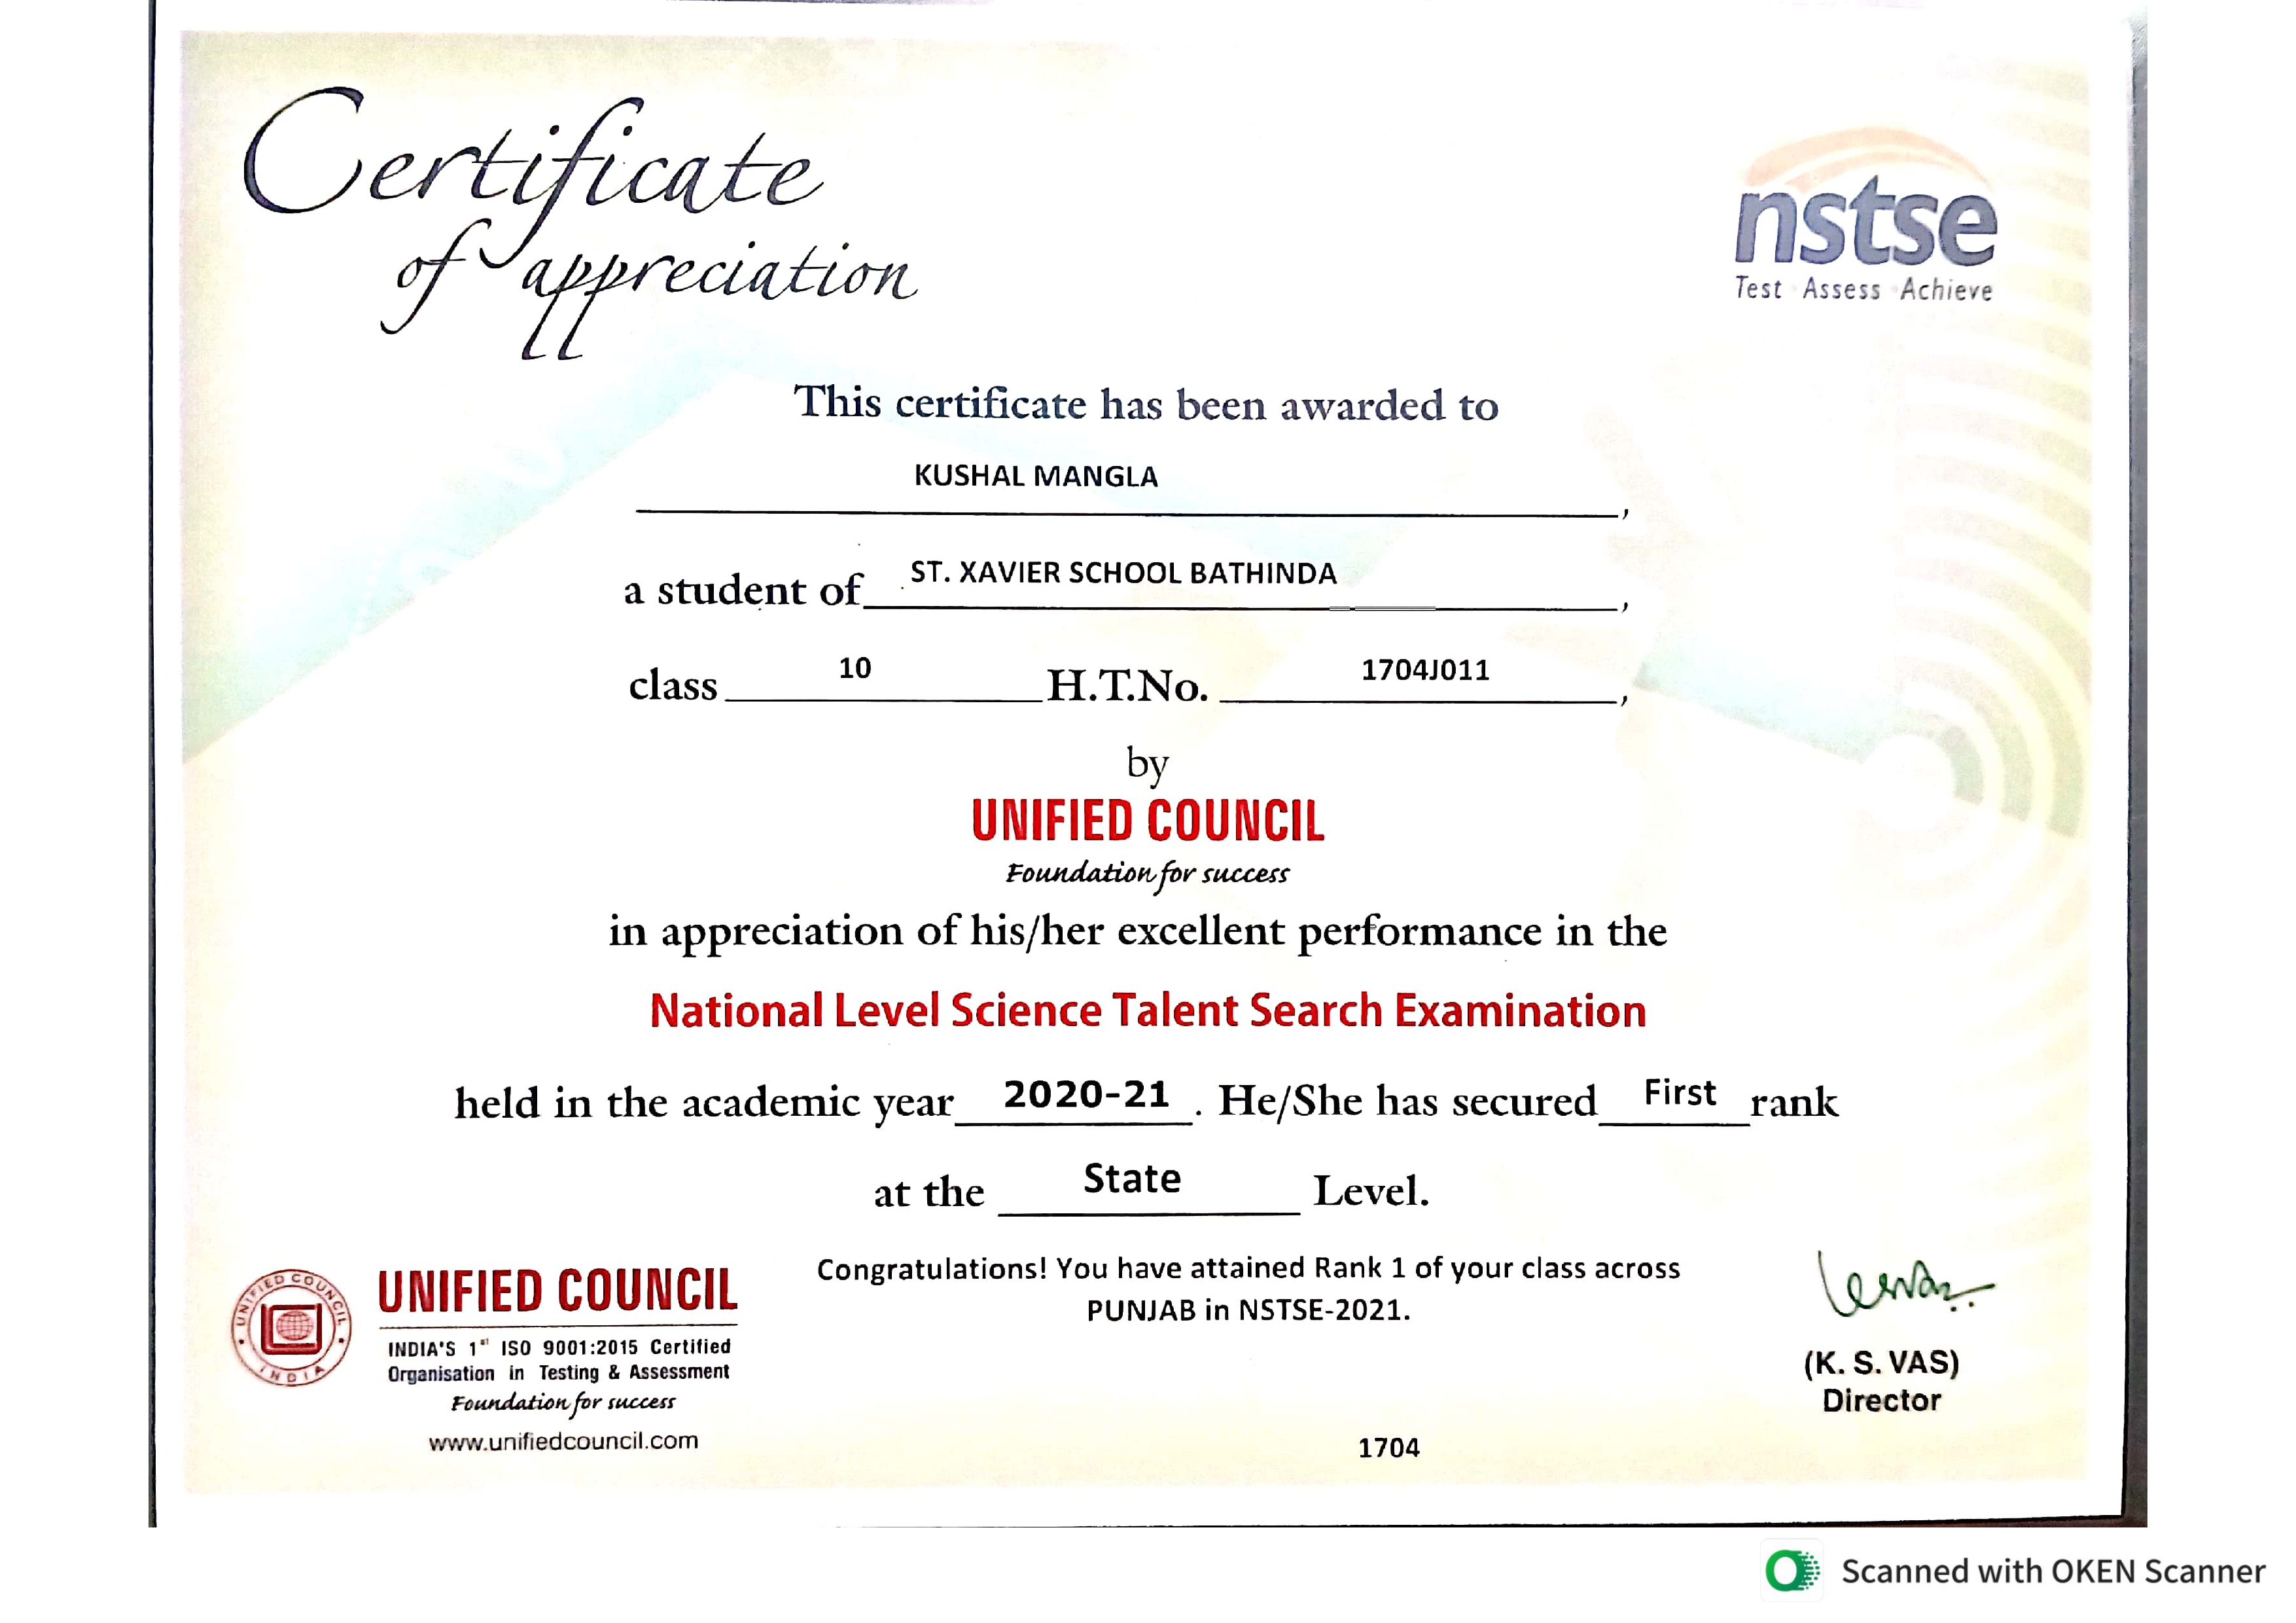 Certificate
of appreciation
nstse
Test Assess Achieve
This certificate has been awarded to
KUSHAL MANGLA
,
a student of ST. XAVIER SCHOOL BATHINDA ,
class 10 H.T.No. 1704J011 ,
by
UNIFIED COUNCIL
Foundation for success
in appreciation of his/her excellent performance in the
National Level Science Talent Search Examination
held in the academic year 2020-21 . He/She has secured First rank
at the State Level.
Congratulations! You have attained Rank 1 of your class across
PUNJAB in NSTSE-2021.
UNIFIED COUNCIL
INDIA
UNIFIED COUNCIL
INDIA'S 1st ISO 9001:2015 Certified
Organisation in Testing & Assessment
Foundation for success
www.unifiedcouncil.com
(K. S. VAS)
Director
1704
Scanned with OKEN Scanner